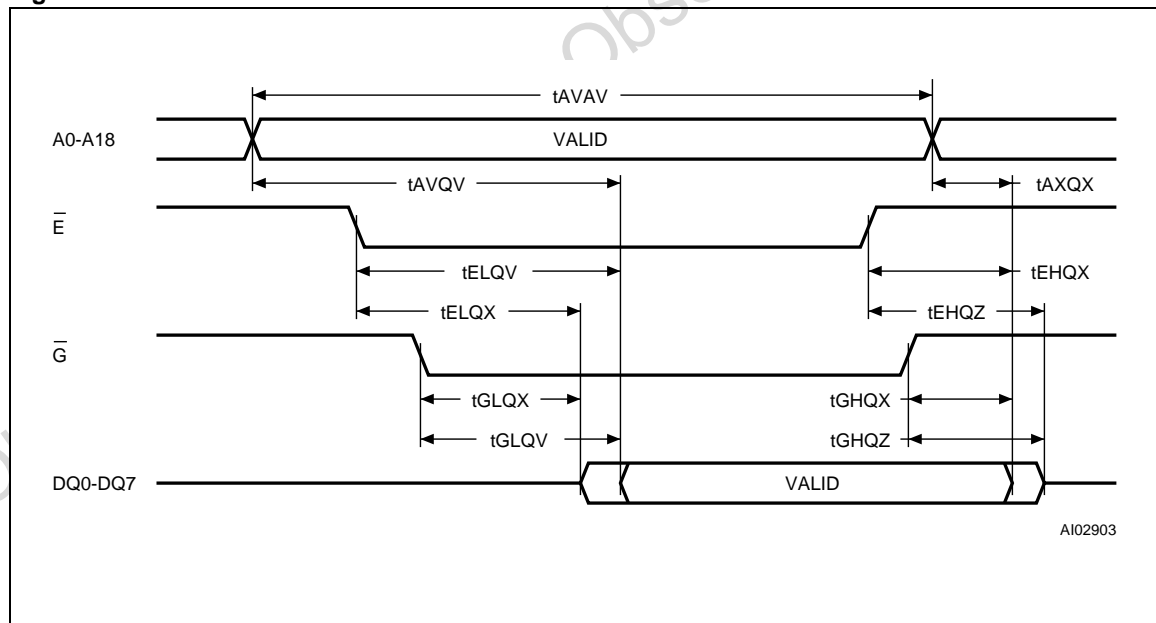 tAVAV
A0-A18
VALID
tAVQV
tAXQX
E̅
tELQV
tEHQX
tELQX
tEHQZ
G̅
tGLQX
tGHQX
tGLQV
tGHQZ
DQ0-DQ7
VALID
AI02903